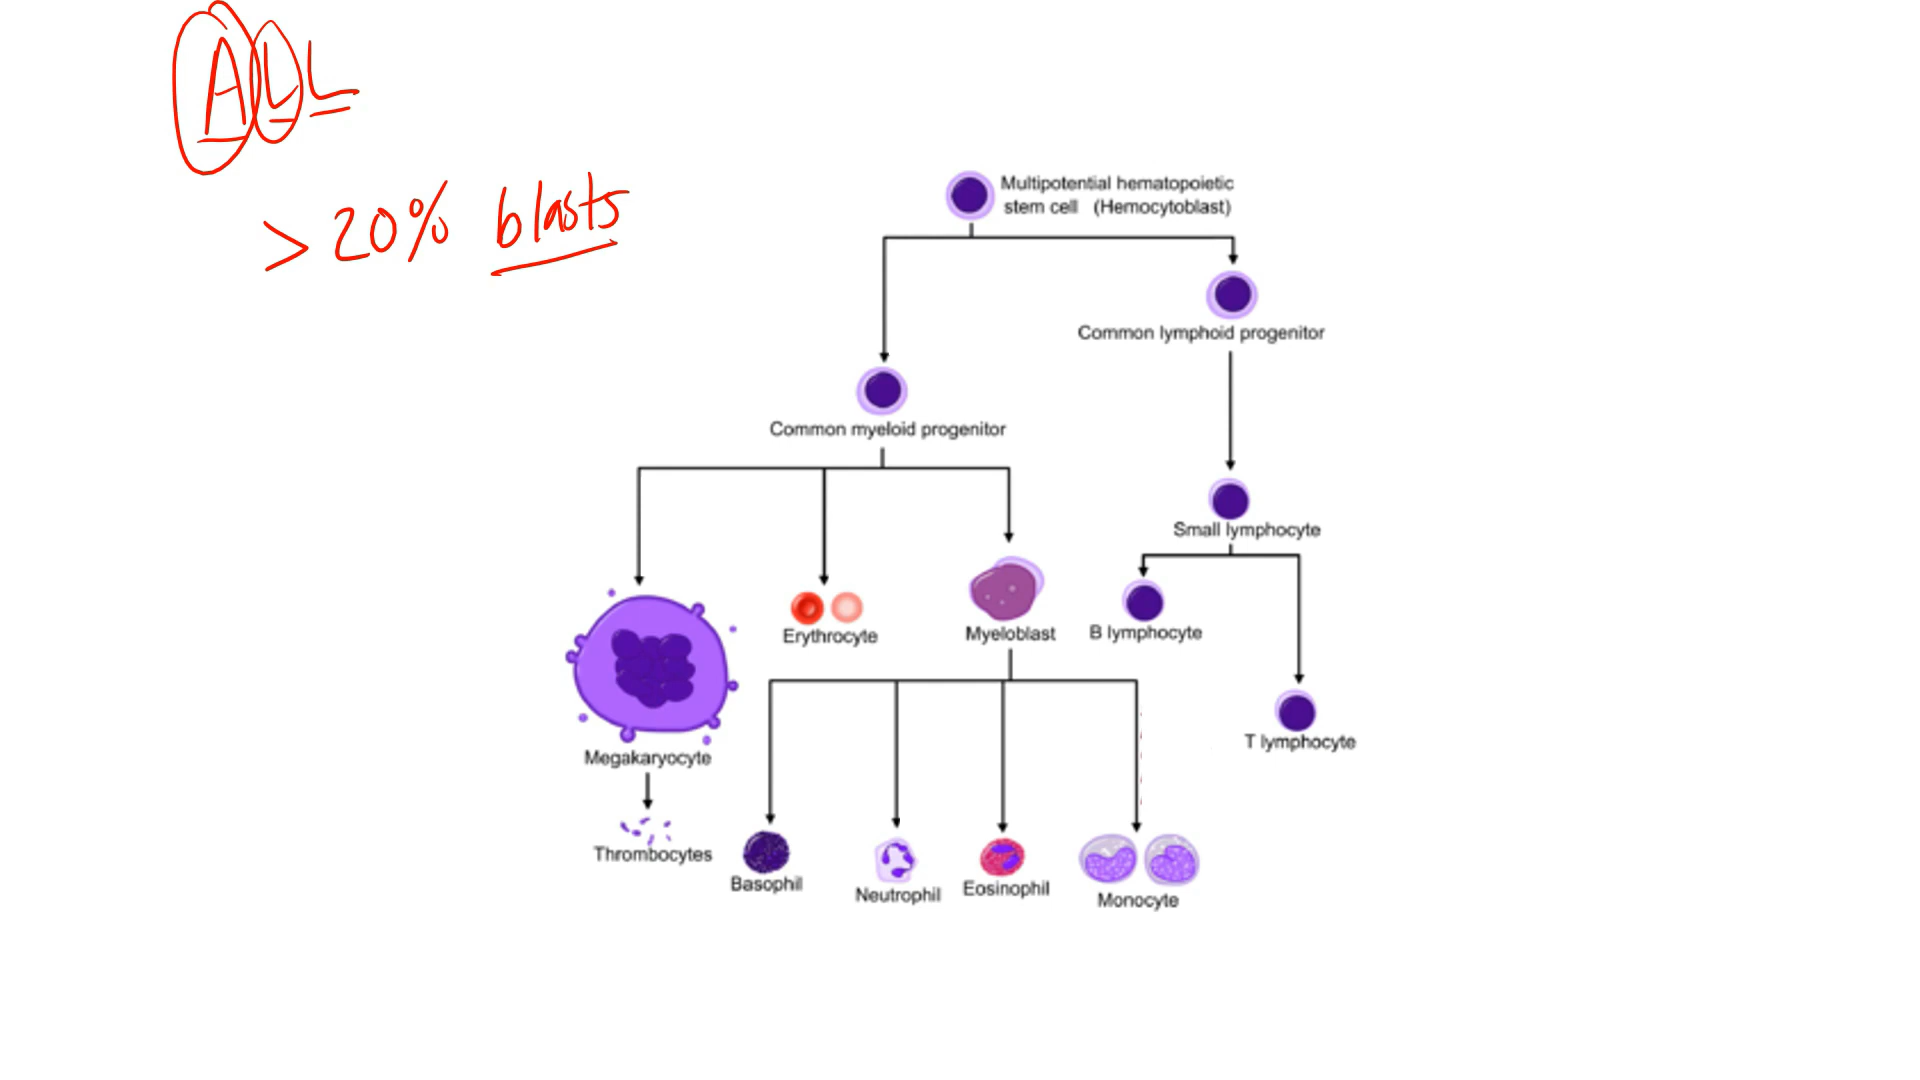 ALL
> 20% blasts
Multipotential hematopoietic
stem cell (Hemocytoblast)
Common lymphoid progenitor
Common myeloid progenitor
Small lymphocyte
Erythrocyte
Myeloblast
B lymphocyte
T lymphocyte
Megakaryocyte
Thrombocytes
Basophil
Neutrophil
Eosinophil
Monocyte